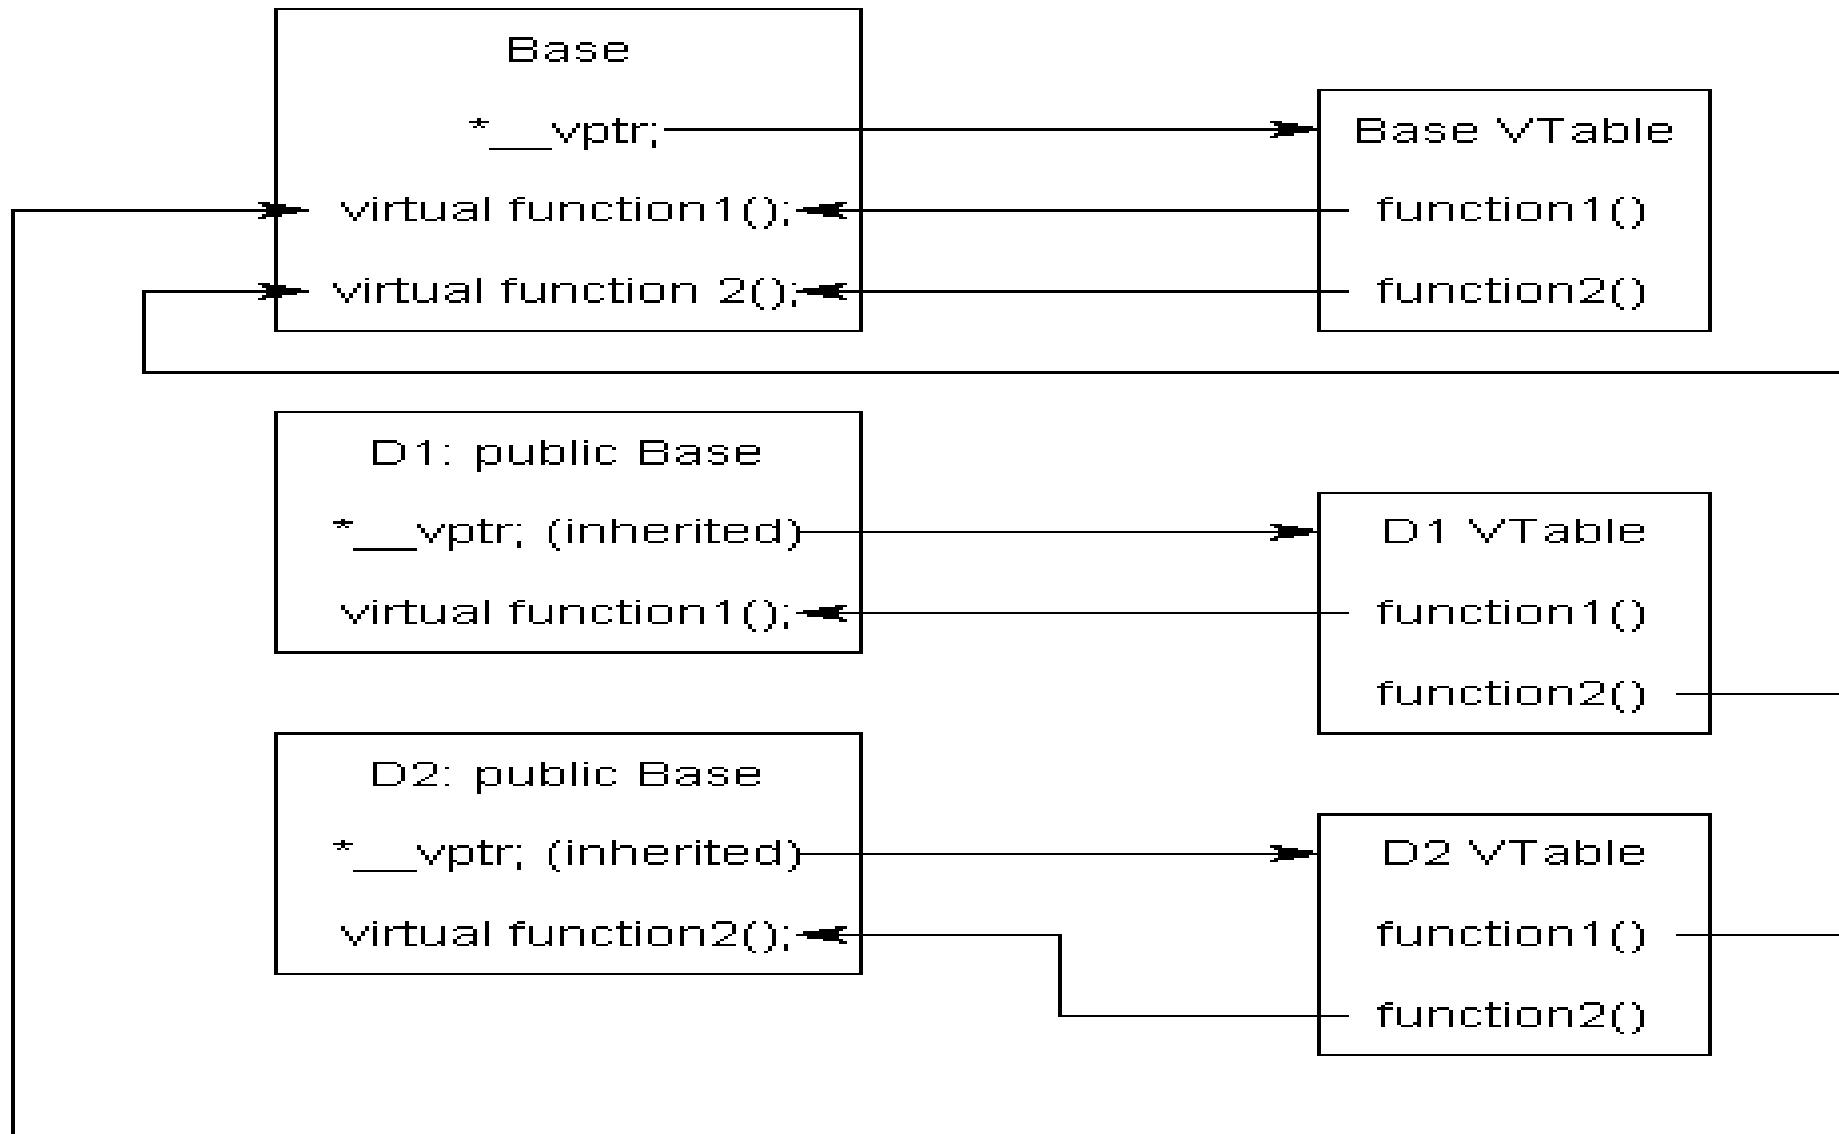 Base
*__vptr;
virtual function1();
virtual function 2();
Base VTable
function1()
function2()
D1: public Base
*__vptr; (inherited)
virtual function1();
D1 VTable
function1()
function2()
D2: public Base
*__vptr; (inherited)
virtual function2();
D2 VTable
function1()
function2()